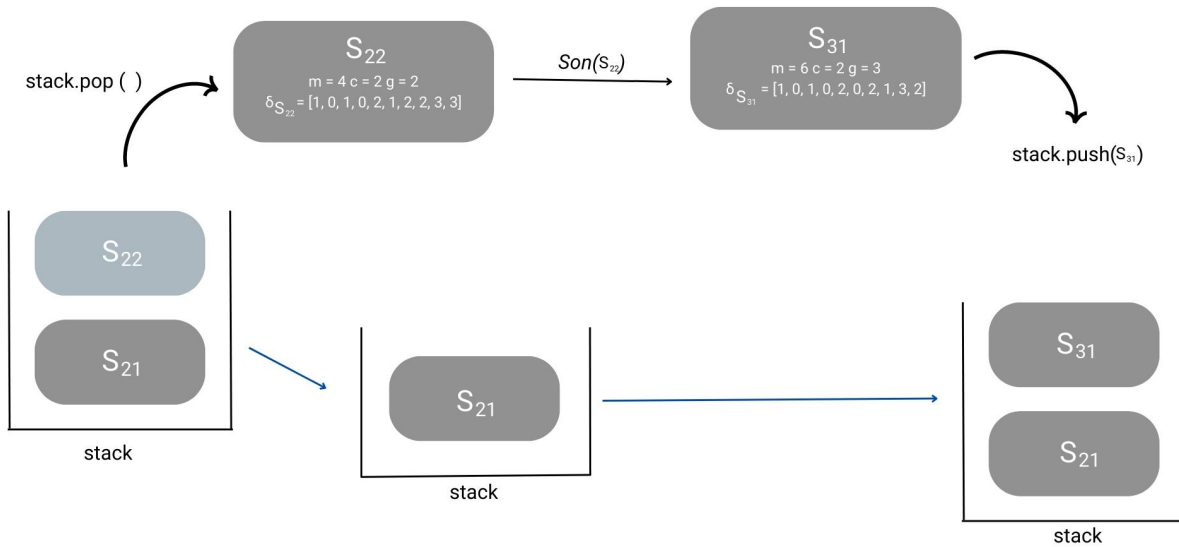 stack.pop ( )
S₂₂
m = 4 c = 2 g = 2
δ_S₂₂ = [1, 0, 1, 0, 2, 1, 2, 2, 3, 3]
Son(S₂₂)
S₃₁
m = 6 c = 2 g = 3
δ_S₃₁ = [1, 0, 1, 0, 2, 0, 2, 1, 3, 2]
stack.push(S₃₁)
S₂₂
S₂₁
stack
S₂₁
stack
S₃₁
S₂₁
stack